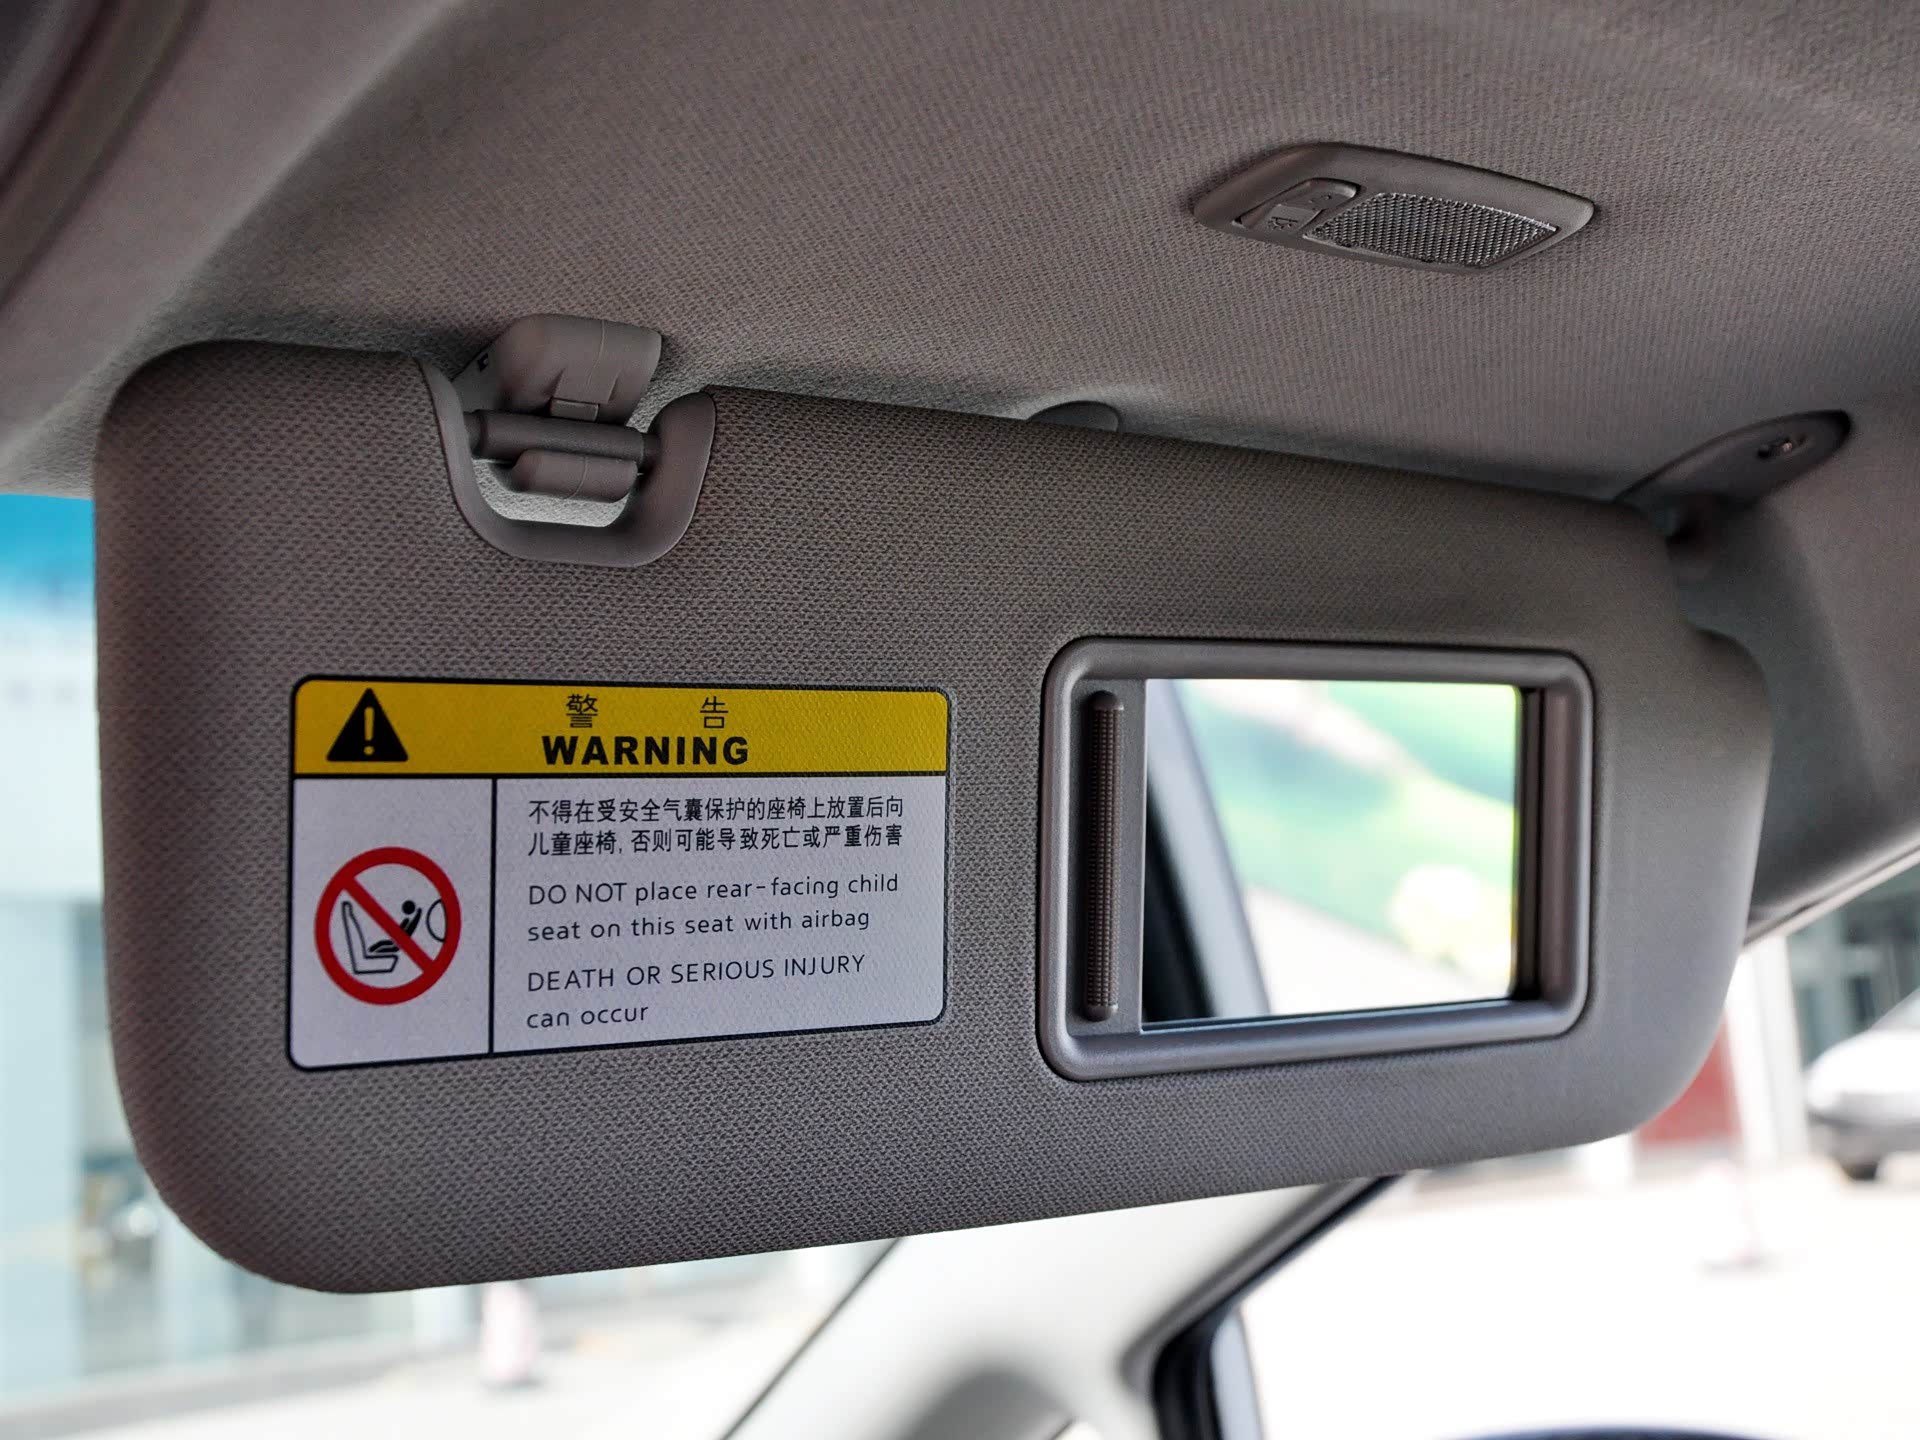 警 告
WARNING
不得在受安全气囊保护的座椅上放置后向
儿童座椅, 否则可能导致死亡或严重伤害
DO NOT place rear-facing child
seat on this seat with airbag
DEATH OR SERIOUS INJURY
can occur